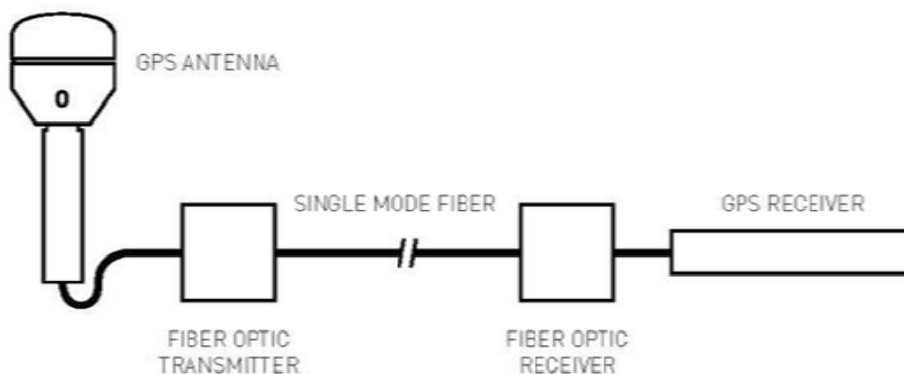 GPS ANTENNA
0
SINGLE MODE FIBER
GPS RECEIVER
FIBER OPTIC
TRANSMITTER
FIBER OPTIC
RECEIVER